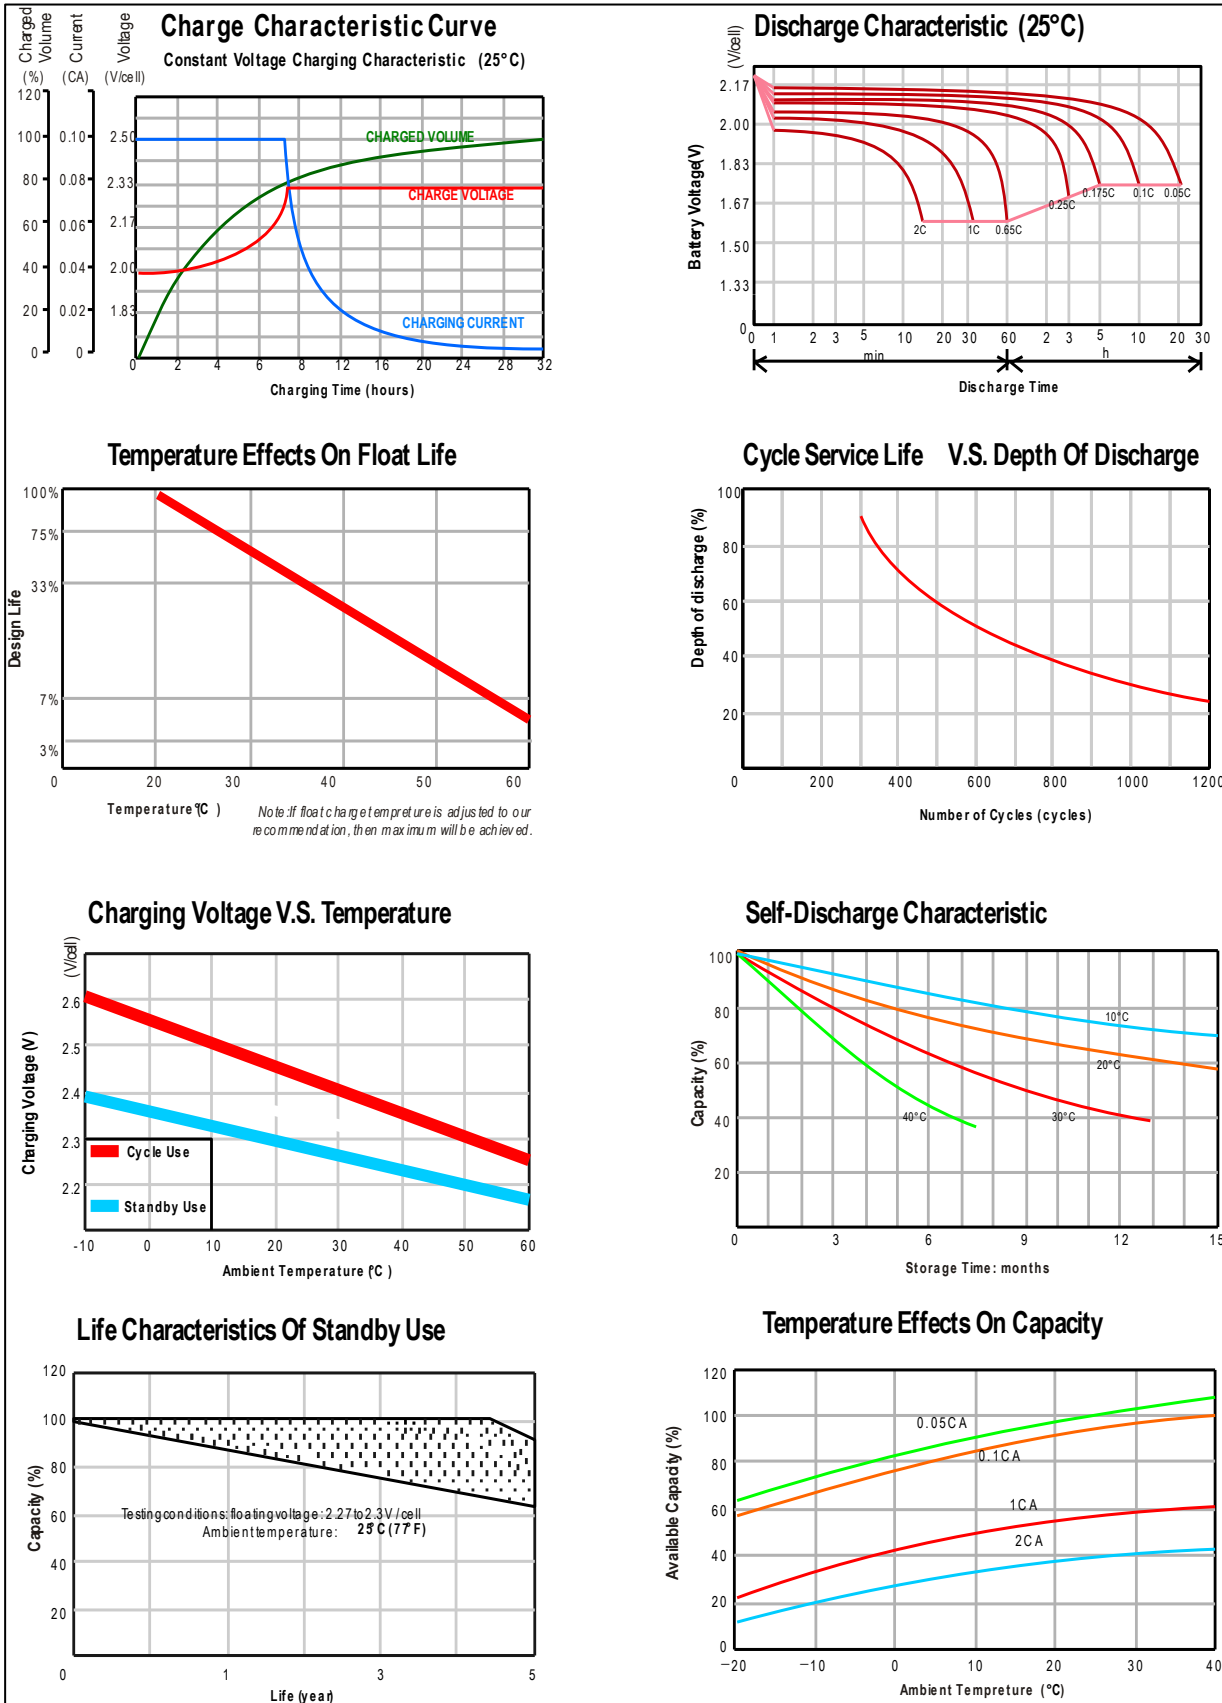 Charge Characteristic Curve
Constant Voltage Charging Characteristic (25°C)
Charged Volume
Current
Voltage
(%) (CA) (V/cell)
120
100 0.10 2.50
80 0.08 2.33
60 0.06 2.17
40 0.04 2.00
20 0.02 1.83
0 0
CHARGED VOLUME
CHARGE VOLTAGE
CHARGING CURRENT
0 2 4 6 8 12 16 20 24 28 32
Charging Time (hours)
Discharge Characteristic (25°C)
(V/cell)
Battery Voltage(V)
2.17
2.00
1.83
1.67
1.50
1.33
0
2C 1C 0.65C 0.25C 0.175C 0.1C 0.05C
0 1 2 3 5 10 20 30 60 2 3 5 10 20 30
min h
Discharge Time
Temperature Effects On Float Life
Design Life
100%
75%
33%
7%
3%
0 20 30 40 50 60
Temperature(°C )
Note:If float charge tempreture is adjusted to our
recommendation, then maximum will be achieved.
Cycle Service Life V.S. Depth Of Discharge
Depth of discharge (%)
100
80
60
40
20
0 200 400 600 800 1000 1200
Number of Cycles (cycles)
Charging Voltage V.S. Temperature
(V/cell)
Charging Voltage (V)
2.6
2.5
2.4
2.3
2.2
Cycle Use
Standby Use
-10 0 10 20 30 40 50 60
Ambient Temperature (°C )
Self-Discharge Characteristic
Capacity (%)
100
80
60
40
20
10°C
20°C
30°C
40°C
0 3 6 9 12 15
Storage Time: months
Life Characteristics Of Standby Use
Capacity (%)
120
100
80
60
40
20
Testing conditions: floating voltage: 2.27 to 2.3V /cell
Ambient temperature: 25°C (77°F)
0 1 3 5
Life (year)
Temperature Effects On Capacity
Available Capacity (%)
120
100
80
60
40
20
0
0.05CA
0.1CA
1CA
2CA
-20 -10 0 10 20 30 40
Ambient Tempreture (°C)